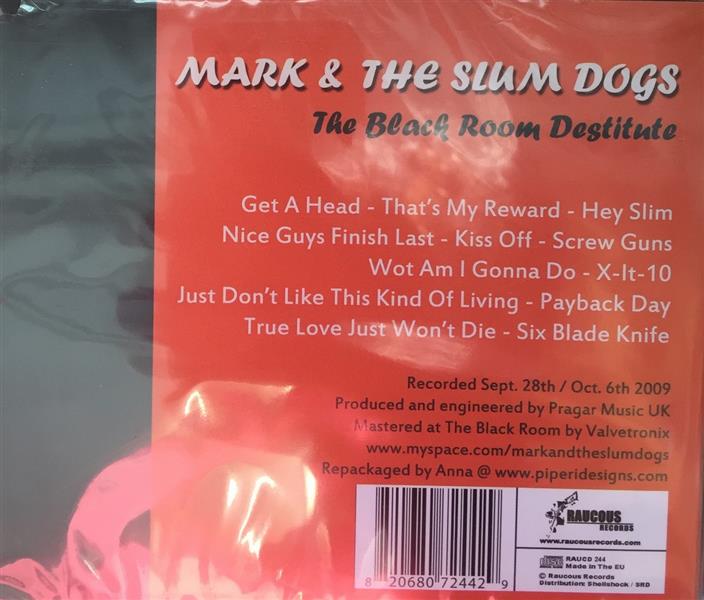 MARK & THE SLUM DOGS
The Black Room Destitute
Get A Head - That's My Reward - Hey Slim
Nice Guys Finish Last - Kiss Off - Screw Guns
Wot Am I Gonna Do - X-It-10
Just Don't Like This Kind Of Living - Payback Day
True Love Just Won't Die - Six Blade Knife
Recorded Sept. 28th / Oct. 6th 2009
Produced and engineered by Pragar Music UK
Mastered at The Black Room by Valvetronix
www.myspace.com/markandtheslumdogs
Repackaged by Anna @ www.piperidesigns.com
RAUCOUS
RECORDS
www.raucousrecords.com
RAUCD 244
Made in The EU
© Raucous Records
Distribution: Shellshock / SRD
8 20680 72442 9